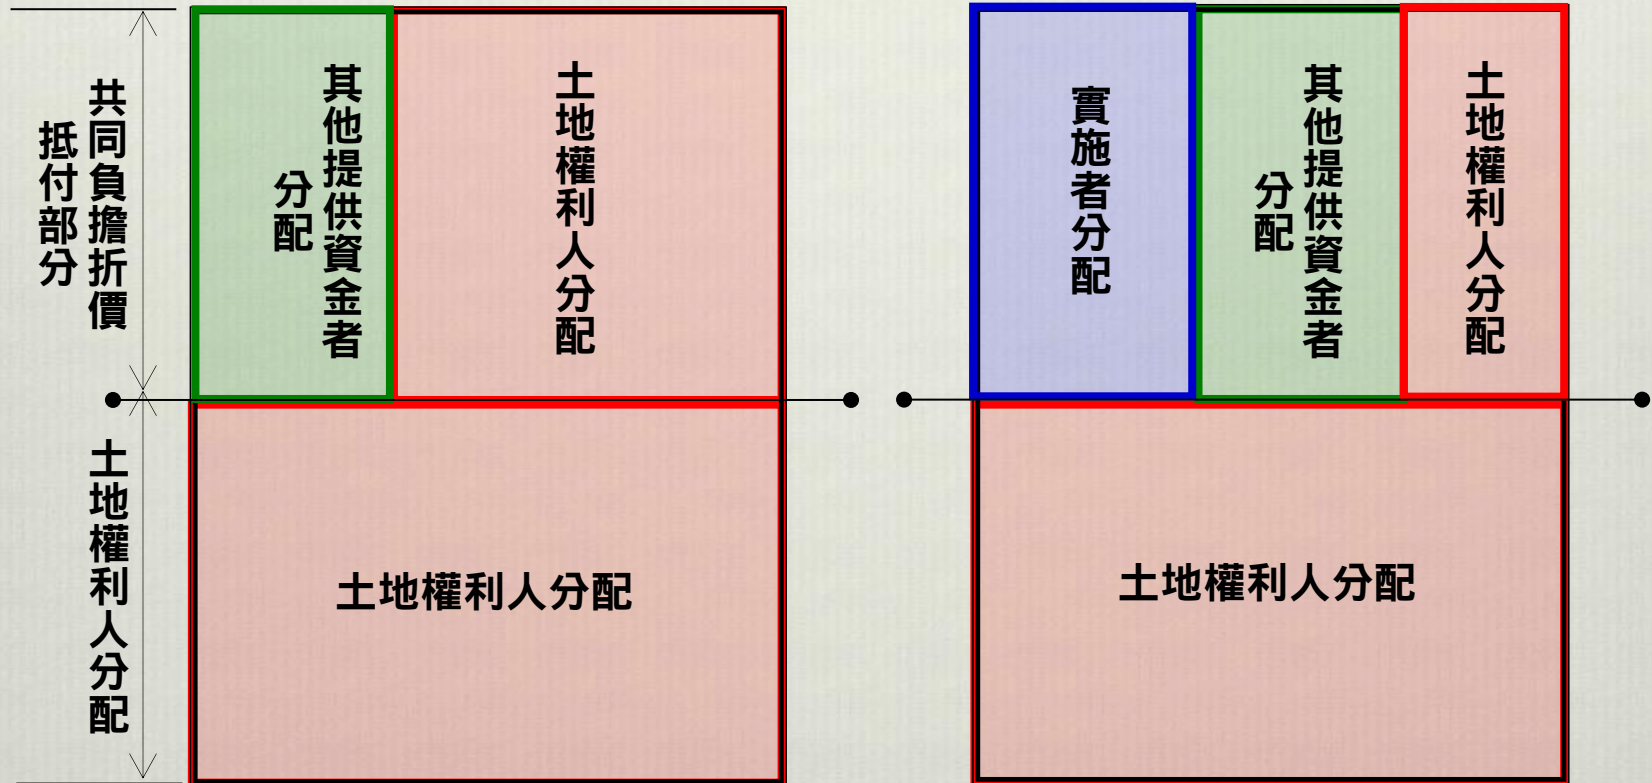 共同負擔折價
抵付部分
土地權利人分配
其他提供資金者
分配
土地權利人分配
土地權利人分配
實施者分配
其他提供資金者
分配
土地權利人分配
土地權利人分配